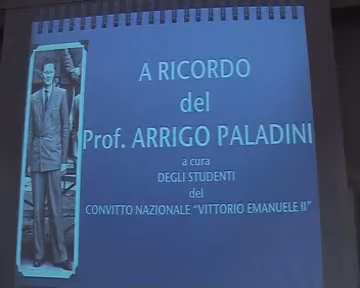 A RICORDO
del
Prof. ARRIGO PALADINI
a cura
DEGLI STUDENTI
del
CONVITTO NAZIONALE "VITTORIO EMANUELE II"